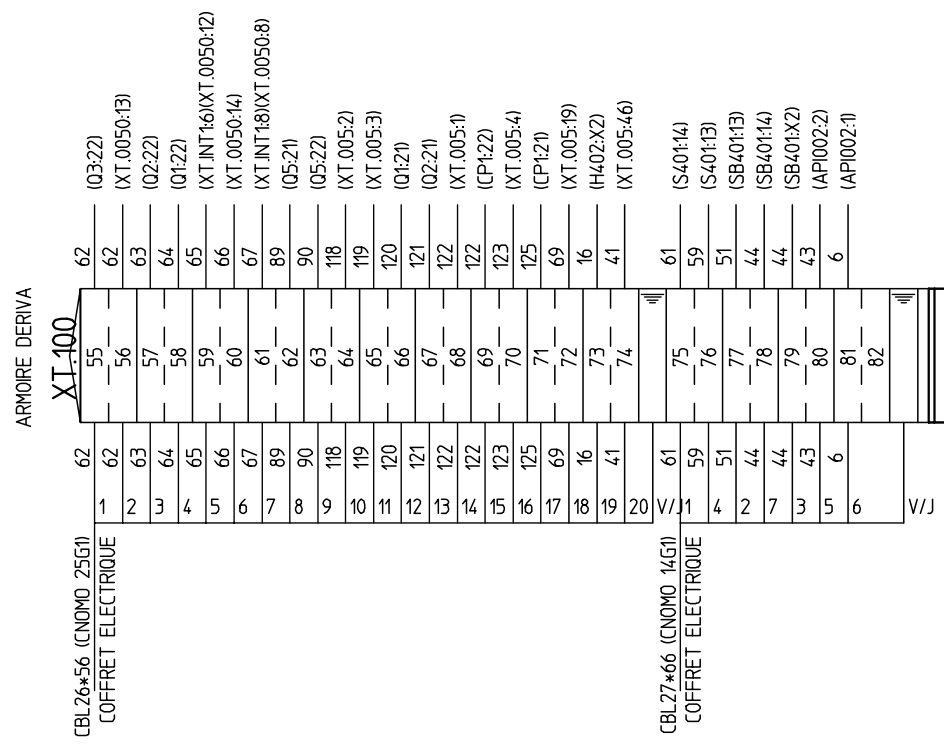 (Q3:22)
(XT.0050:13)
(Q2:22)
(Q1:22)
(XT.INT1:6)(XT.0050:12)
(XT.0050:14)
(XT.INT1:8)(XT.0050:8)
(Q5:21)
(Q5:22)
(XT.005:2)
(XT.005:3)
(Q1:21)
(Q2:21)
(XT.005:1)
(CP1:22)
(XT.005:4)
(CP1:21)
(XT.005:19)
(H402:X2)
(XT.005:46)
(S401:14)
(S401:13)
(SB401:13)
(SB401:14)
(SB401:X2)
(API002:2)
(API002:1)
62 62 63 64 65 66 67 89 90 118 119 120 121 122 122 123 125 69 16 41 61 59 51 44 44 43 6
ARMOIRE DERIVA
XT.100
55 56 57 58 59 60 61 62 63 64 65 66 67 68 69 70 71 72 73 74 75 76 77 78 79 80 81 82
62 62 63 64 65 66 67 89 90 118 119 120 121 122 122 123 125 69 16 41 61 59 51 44 44 43 6
1 2 3 4 5 6 7 8 9 10 11 12 13 14 15 16 17 18 19 20 V/J 1 4 2 7 3 5 6 V/J
CBL26*56 (CNOMO 25G1)
COFFRET ELECTRIQUE
CBL27*66 (CNOMO 14G1)
COFFRET ELECTRIQUE